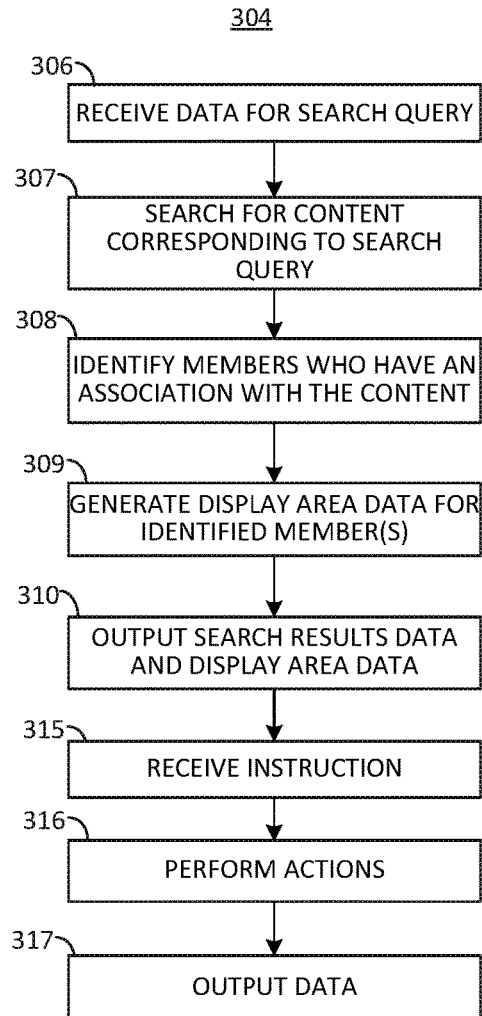 304
306
RECEIVE DATA FOR SEARCH QUERY
307
SEARCH FOR CONTENT
CORRESPONDING TO SEARCH
QUERY
308
IDENTIFY MEMBERS WHO HAVE AN
ASSOCIATION WITH THE CONTENT
309
GENERATE DISPLAY AREA DATA FOR
IDENTIFIED MEMBER(S)
310
OUTPUT SEARCH RESULTS DATA
AND DISPLAY AREA DATA
315
RECEIVE INSTRUCTION
316
PERFORM ACTIONS
317
OUTPUT DATA